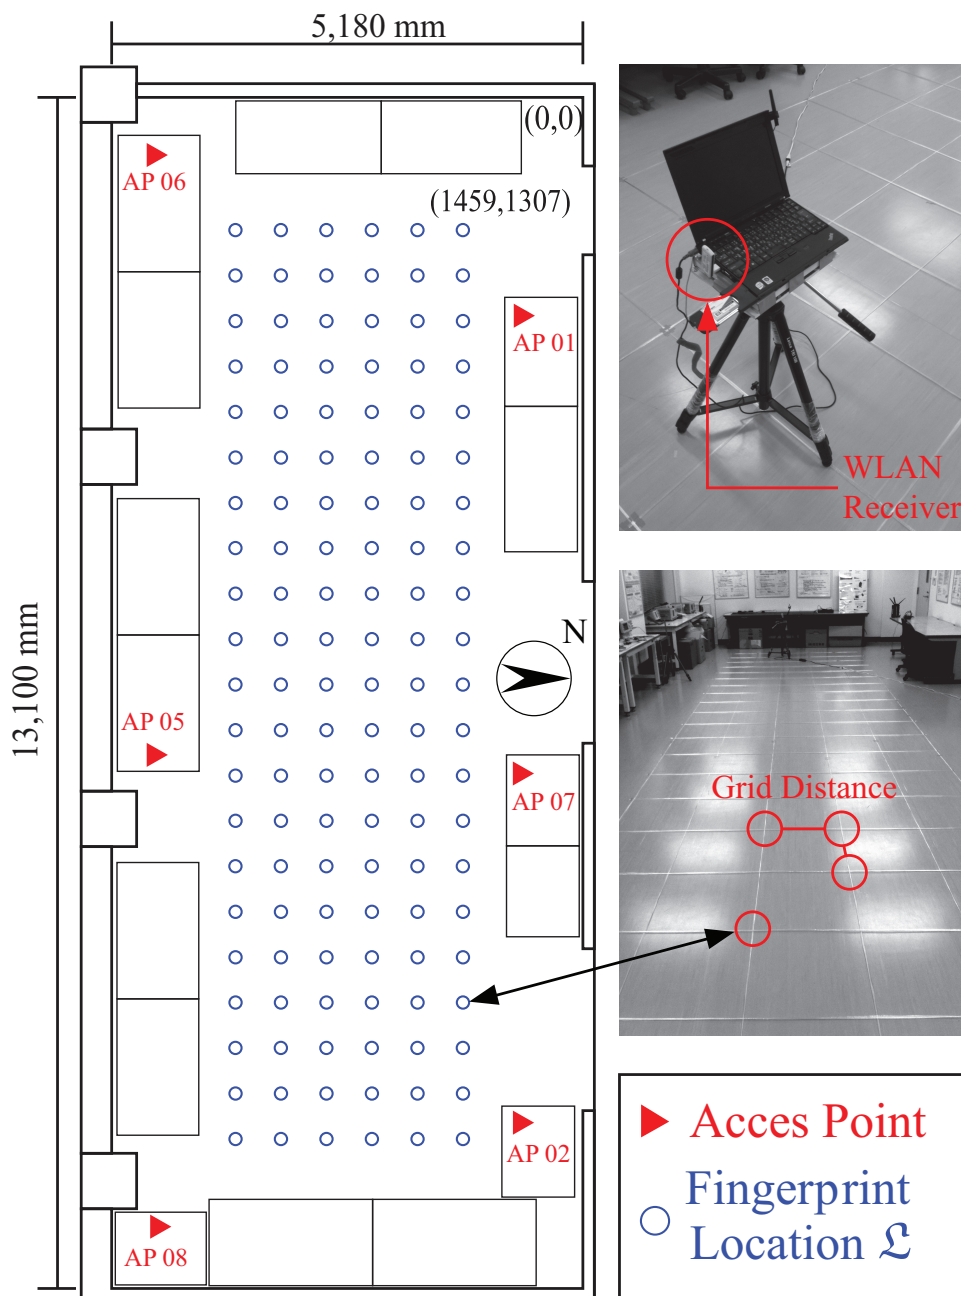 5,180 mm
(0,0)
AP 06
(1459,1307)
AP 01
WLAN
Receiver
N
13,100 mm
AP 05
AP 07
Grid Distance
AP 02
AP 08
Acces Point
Fingerprint
Location 𝔏